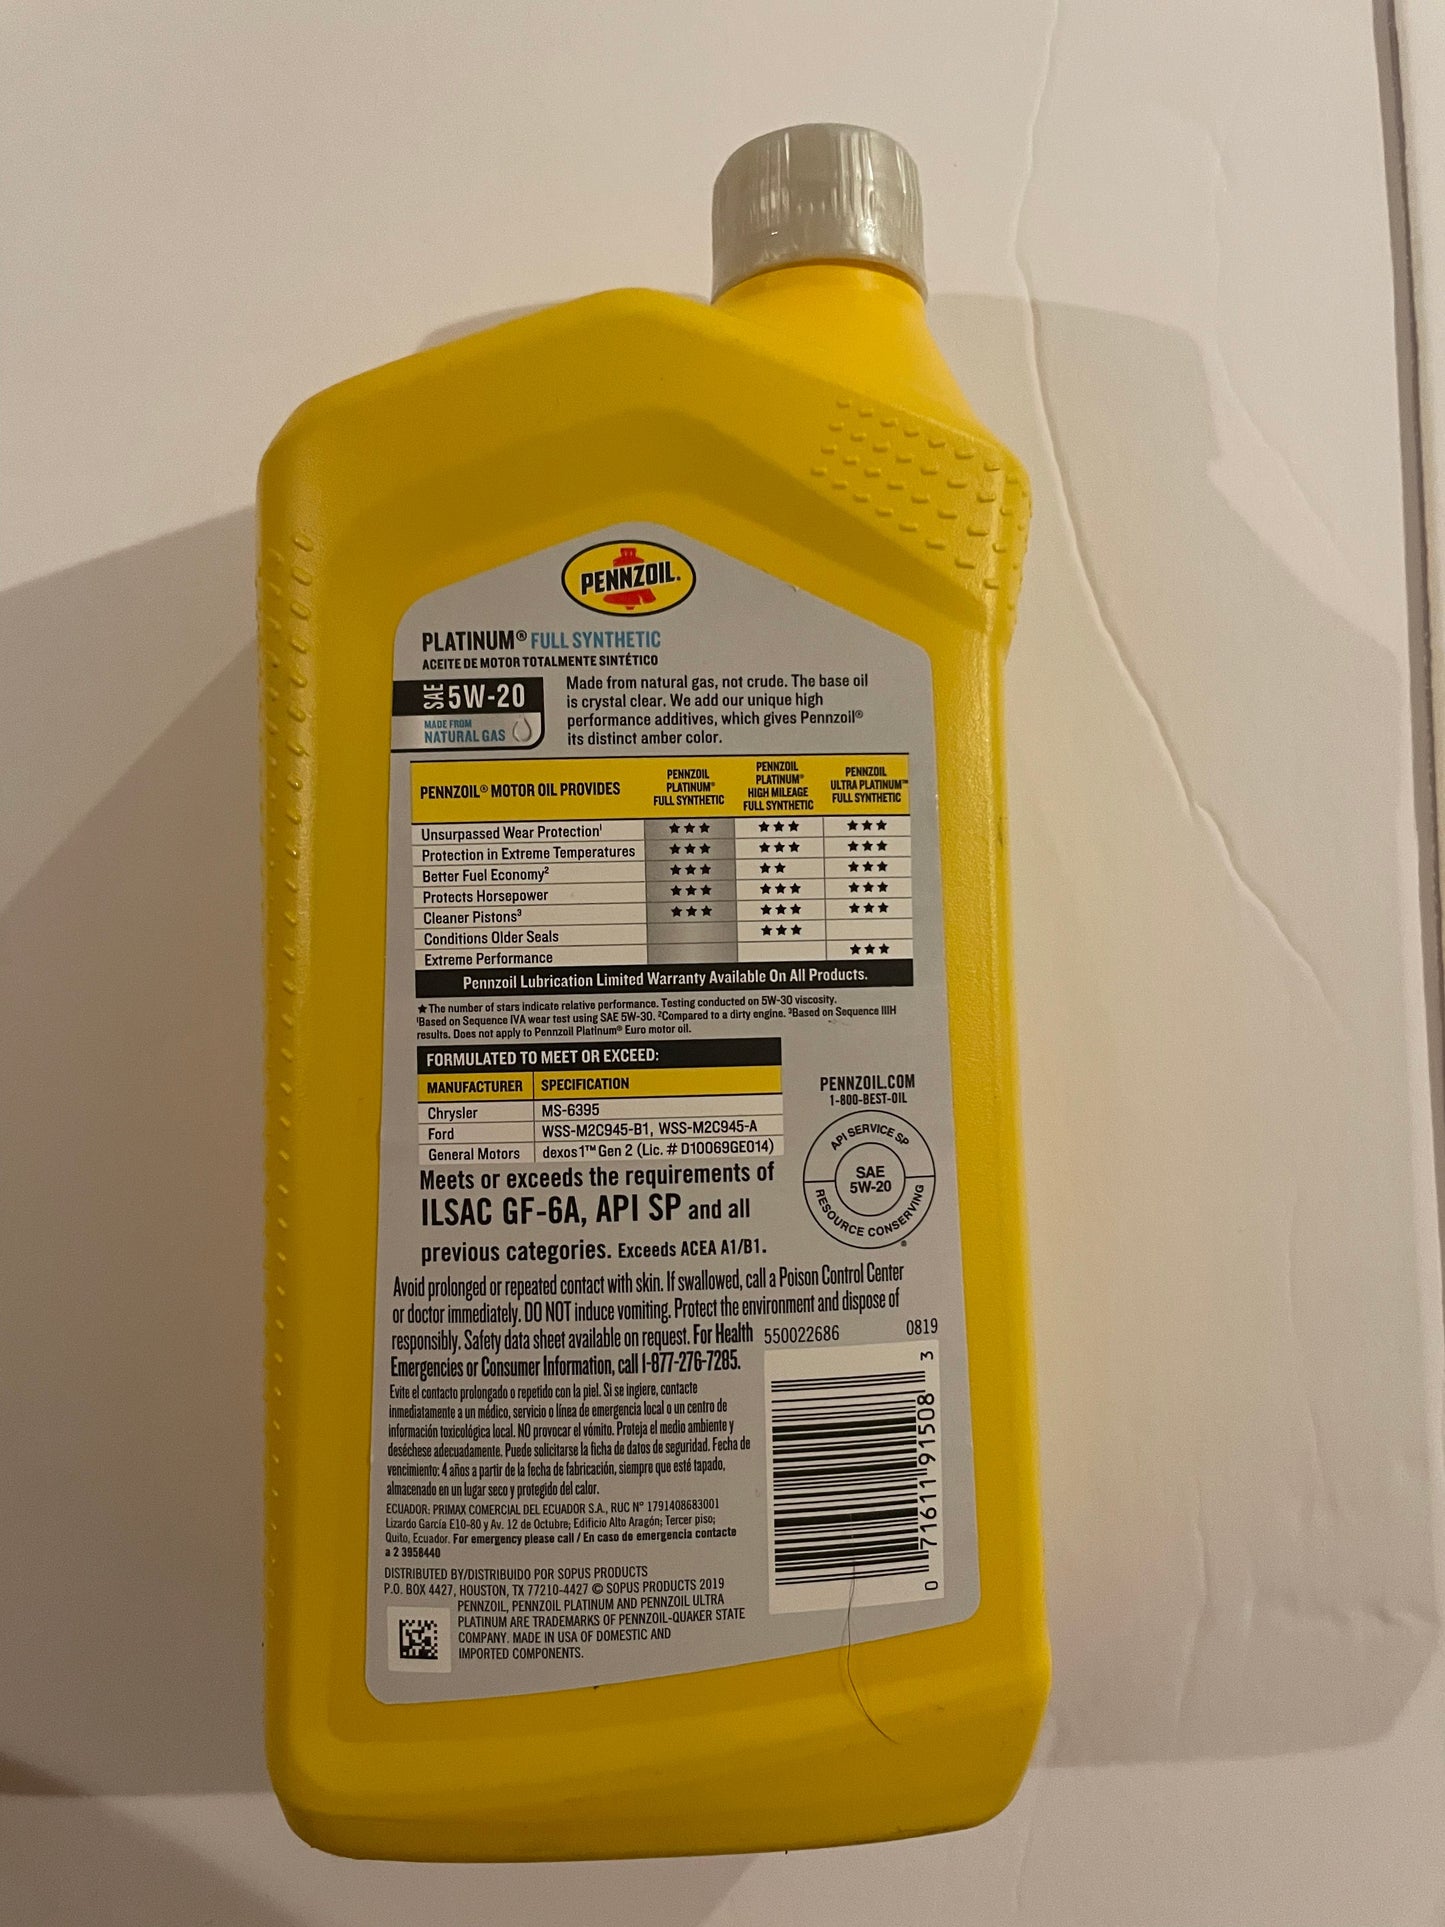 PENNZOIL®
PLATINUM® FULL SYNTHETIC
ACEITE DE MOTOR TOTALMENTE SINTÉTICO
SAE 5W-20
MADE FROM
NATURAL GAS
Made from natural gas, not crude. The base oil
is crystal clear. We add our unique high
performance additives, which gives Pennzoil®
its distinct amber color.
PENNZOIL® MOTOR OIL PROVIDES
PENNZOIL
PLATINUM®
FULL SYNTHETIC
PENNZOIL
PLATINUM®
HIGH MILEAGE
FULL SYNTHETIC
PENNZOIL
ULTRA PLATINUM™
FULL SYNTHETIC
Unsurpassed Wear Protection¹ ★★★ ★★★ ★★★
Protection in Extreme Temperatures ★★★ ★★★ ★★★
Better Fuel Economy² ★★★ ★★ ★★★
Protects Horsepower ★★★ ★★★ ★★★
Cleaner Pistons³ ★★★ ★★★ ★★★
Conditions Older Seals ★★★
Extreme Performance ★★★
Pennzoil Lubrication Limited Warranty Available On All Products.
★The number of stars indicate relative performance. Testing conducted on 5W-30 viscosity.
¹Based on Sequence IVA wear test using SAE 5W-30. ²Compared to a dirty engine. ³Based on Sequence IIIH
results. Does not apply to Pennzoil Platinum® Euro motor oil.
FORMULATED TO MEET OR EXCEED:
MANUFACTURER SPECIFICATION
Chrysler MS-6395
Ford WSS-M2C945-B1, WSS-M2C945-A
General Motors dexos1™ Gen 2 (Lic. # D10069GE014)
PENNZOIL.COM
1-800-BEST-OIL
API SERVICE SP
SAE
5W-20
RESOURCE CONSERVING
®
Meets or exceeds the requirements of
ILSAC GF-6A, API SP and all
previous categories. Exceeds ACEA A1/B1.
Avoid prolonged or repeated contact with skin. If swallowed, call a Poison Control Center
or doctor immediately. DO NOT induce vomiting. Protect the environment and dispose of
responsibly. Safety data sheet available on request. For Health
Emergencies or Consumer Information, call 1-877-276-7285.
550022686 0819
Evite el contacto prolongado o repetido con la piel. Si se ingiere, contacte
inmediatamente a un médico, servicio o línea de emergencia local o un centro de
información toxicológica local. NO provocar el vómito. Proteja el medio ambiente y
deséchese adecuadamente. Puede solicitarse la ficha de datos de seguridad. Fecha de
vencimiento: 4 años a partir de la fecha de fabricación, siempre que esté tapado,
almacenado en un lugar seco y protegido del calor.
ECUADOR: PRIMAX COMERCIAL DEL ECUADOR S.A., RUC N° 1791408683001
Lizardo García E10-80 y Av. 12 de Octubre; Edificio Alto Aragón; Tercer piso;
Quito, Ecuador. For emergency please call / En caso de emergencia contacte
a 2 3958440
DISTRIBUTED BY/DISTRIBUIDO POR SOPUS PRODUCTS
P.O. BOX 4427, HOUSTON, TX 77210-4427 © SOPUS PRODUCTS 2019
PENNZOIL, PENNZOIL PLATINUM AND PENNZOIL ULTRA
PLATINUM ARE TRADEMARKS OF PENNZOIL-QUAKER STATE
COMPANY. MADE IN USA OF DOMESTIC AND
IMPORTED COMPONENTS.
0 71611 91508 3